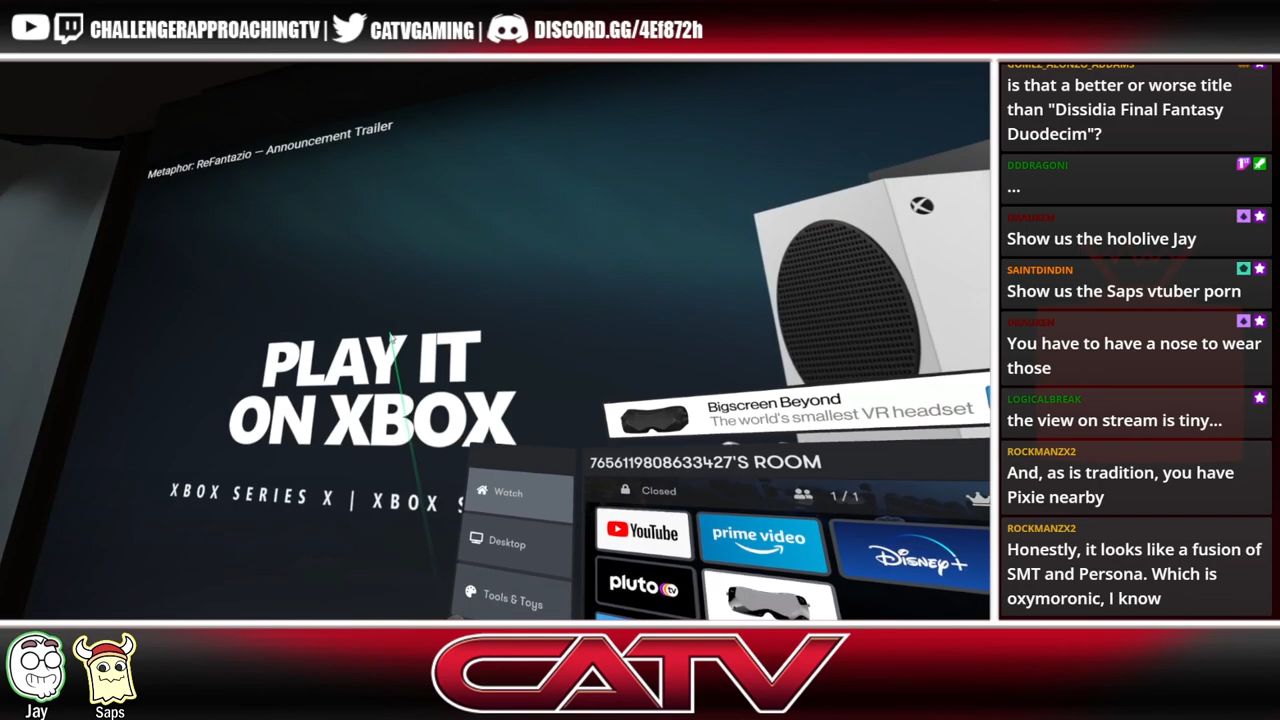 CHALLENGERAPPROACHINGTV | CATVGAMING | DISCORD.GG/4Ef872h
Metaphor: ReFantazio — Announcement Trailer
PLAY IT
ON XBOX
XBOX SERIES X | XBOX S
Bigscreen Beyond
The world's smallest VR headset
7656119808633427'S ROOM
Closed
1 / 1
Watch
Desktop
Tools & Toys
YouTube
prime video
Disney+
pluto tv
GOMEZ_ALONZO_ADDAMS
is that a better or worse title
than "Dissidia Final Fantasy
Duodecim"?
DDDRAGONI
...
DRAUREN
Show us the hololive Jay
SAINTDINDIN
Show us the Saps vtuber porn
DRAUREN
You have to have a nose to wear
those
LOGICALBREAK
the view on stream is tiny...
ROCKMANZX2
And, as is tradition, you have
Pixie nearby
ROCKMANZX2
Honestly, it looks like a fusion of
SMT and Persona. Which is
oxymoronic, I know
Jay
Saps
CATV